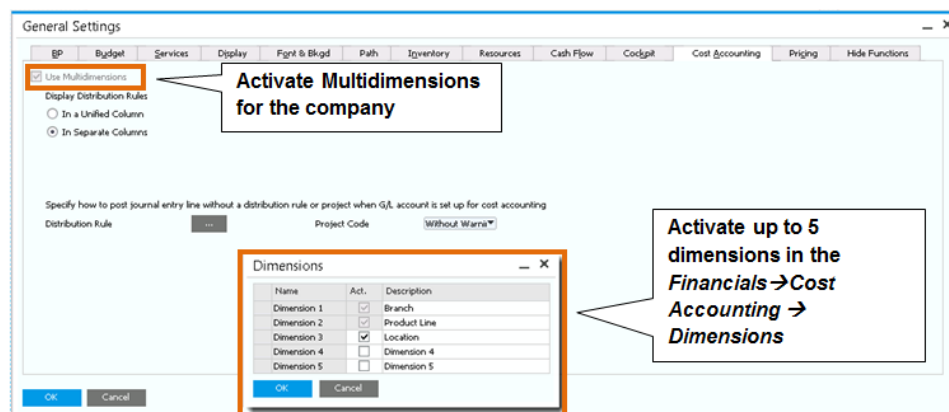 General Settings
BP Budget Services Display Font & Bkgd Path Inventory Resources Cash Flow Cockpit Cost Accounting Pricing Hide Functions
Use Multidimensions
Display Distribution Rules
In a Unified Column
In Separate Columns
Activate Multidimensions
for the company
Specify how to post journal entry line without a distribution rule or project when G/L account is set up for cost accounting
Distribution Rule ... Project Code Without Warni
Activate up to 5
dimensions in the
Financials→Cost
Accounting →
Dimensions
Dimensions
Name Act. Description
Dimension 1 Branch
Dimension 2 Product Line
Dimension 3 Location
Dimension 4 Dimension 4
Dimension 5 Dimension 5
OK Cancel
OK Cancel